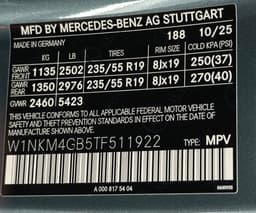 MFD BY MERCEDES-BENZ AG STUTTGART
MADE IN GERMANY 188 10/25
KG LB TIRES RIM SIZE COLD KPA/(PSI)
GAWR FRONT 1135 2502 235/55 R19 8Jx19 250(37)
GAWR REAR 1350 2976 235/55 R19 8Jx19 270(40)
GVWR 2460 5423
THIS VEHICLE CONFORMS TO ALL APPLICABLE FEDERAL MOTOR VEHICLE
SAFETY AND THEFT PREVENTION STANDARDS IN EFFECT ON THE DATE OF
MANUFACTURE SHOWN ABOVE.
W1NKM4GB5TF511922 TYPE: MPV
A 000 817 54 04